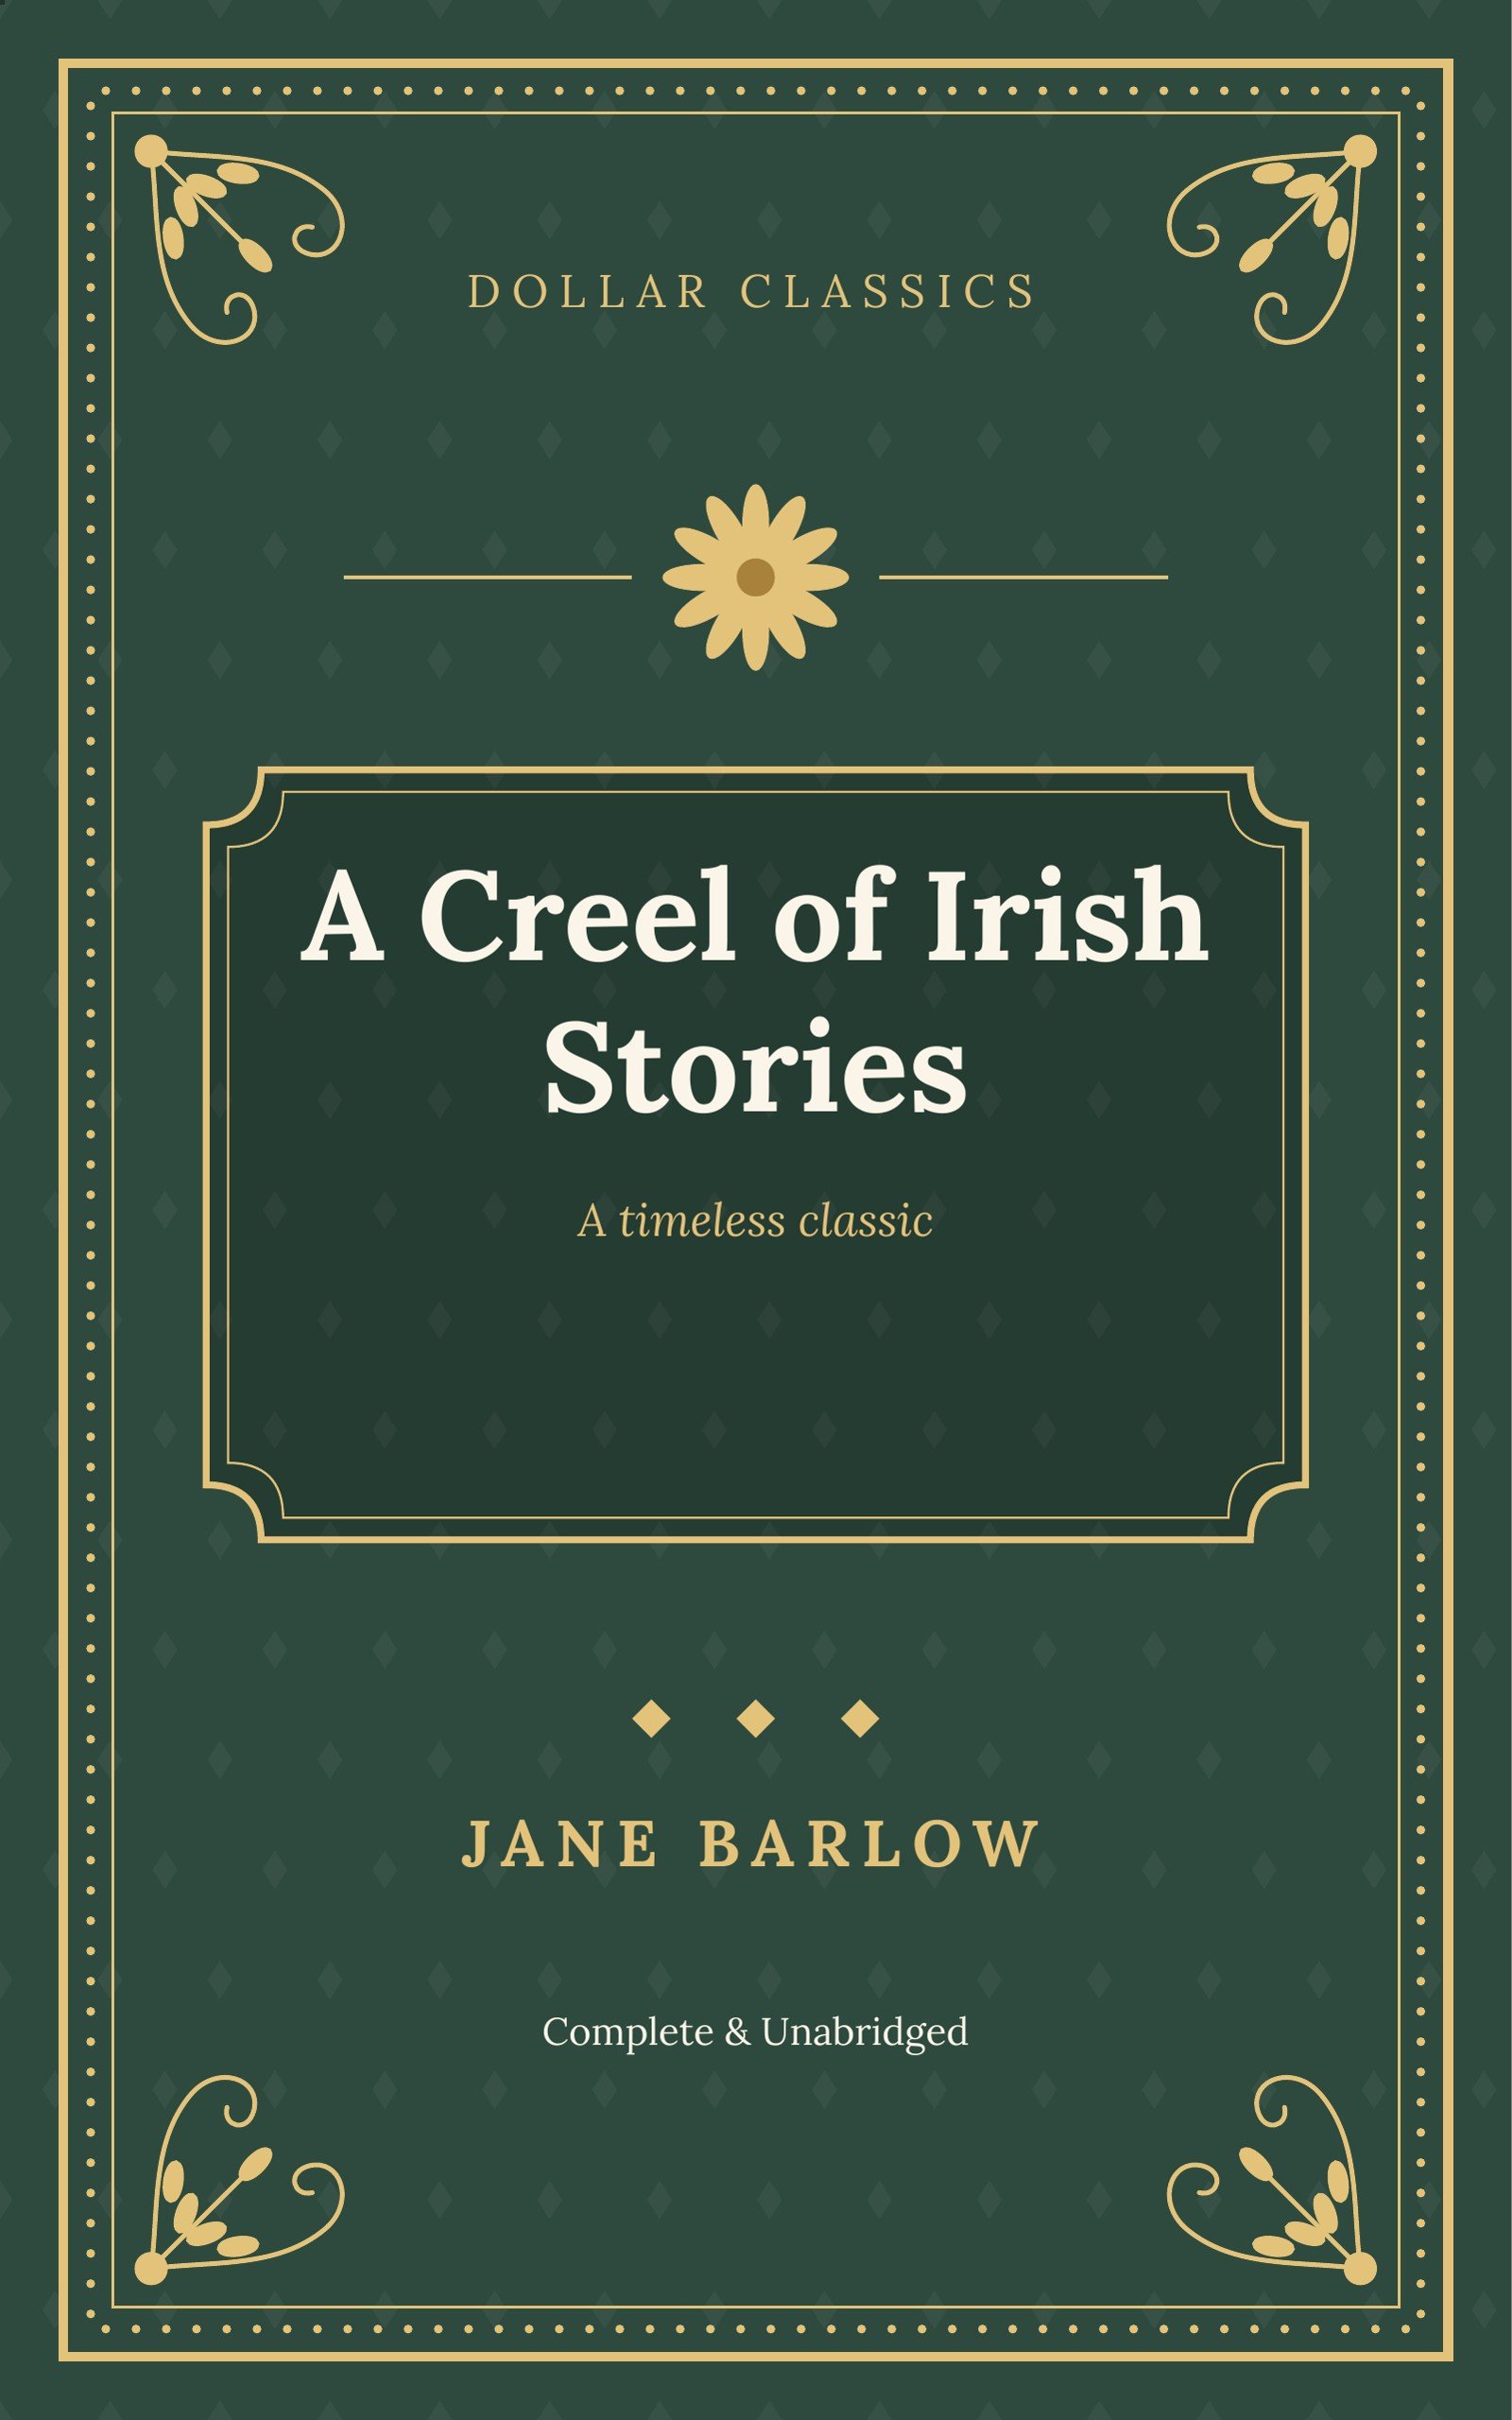 DOLLAR CLASSICS
A Creel of Irish
Stories
A timeless classic
JANE BARLOW
Complete & Unabridged